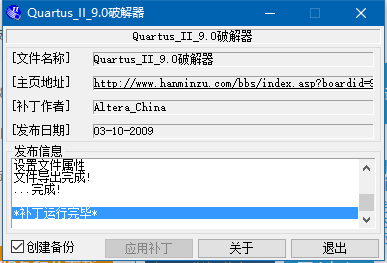 Quartus_II_9.0破解器
Quartus_II_9.0破解器
[文件名称] Quartus_II_9.0破解器
[主页地址] http://www.hanminzu.com/bbs/index.asp?boardid=
[补丁作者] Altera_China
[发布日期] 03-10-2009
发布信息
设置文件属性
文件导出完成!
...完成!
*补丁运行完毕*
创建备份 应用补丁 关于 退出